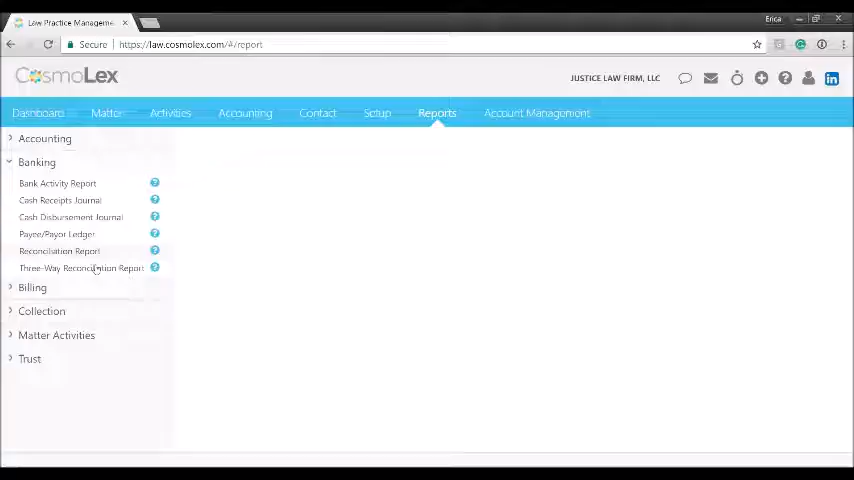 Law Practice Manageme
Erica
Secure https://law.cosmolex.com/#/report
CosmoLex
JUSTICE LAW FIRM, LLC
Dashboard Matter Activities Accounting Contact Setup Reports Account Management
Accounting
Banking
Bank Activity Report
Cash Receipts Journal
Cash Disbursement Journal
Payee/Payor Ledger
Reconciliation Report
Three-Way Reconciliation Report
Billing
Collection
Matter Activities
Trust